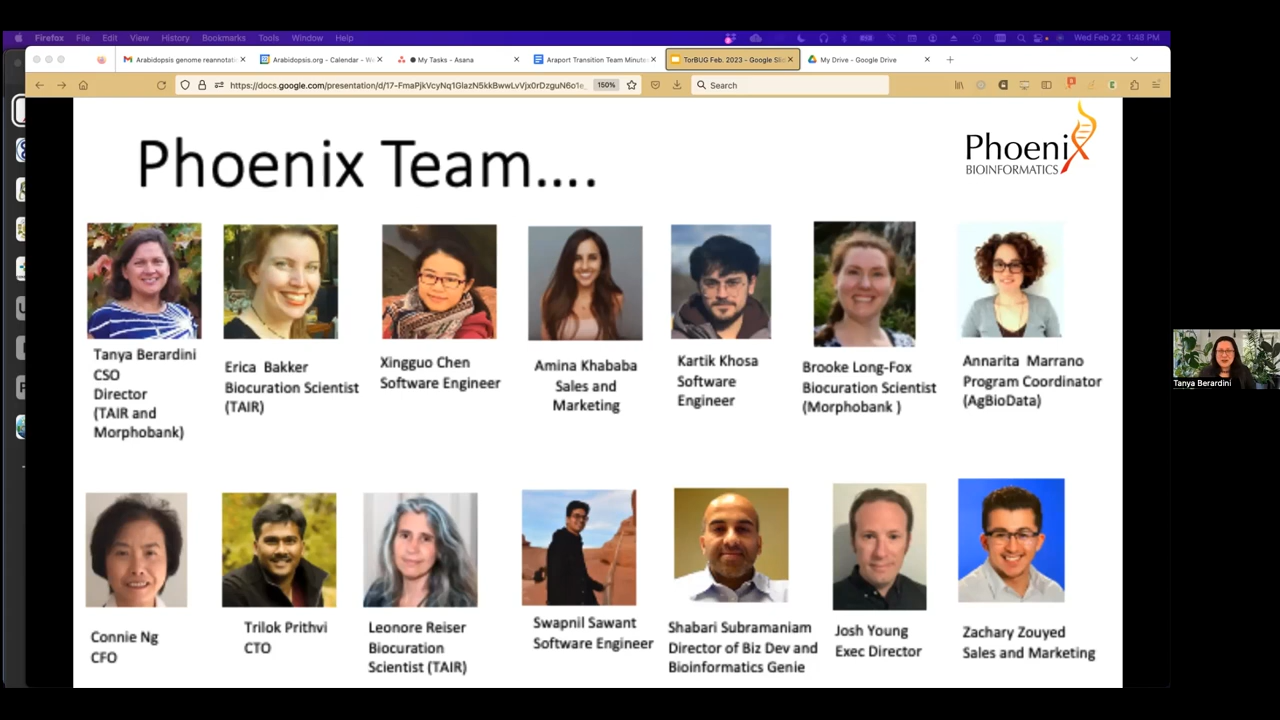 Firefox File Edit View History Bookmarks Tools Window Help Wed Feb 22 1:48 PM
Arabidopsis genome reannotati Arabidopsis.org - Calendar - W My Tasks - Asana Araport Transition Team Minute TorBUG Feb. 2023 - Google Sli My Drive - Google Drive
https://docs.google.com/presentation/d/ 150% Search
Phoenix Team....
Phoenix
BIOINFORMATICS
Tanya Berardini
CSO
Director
(TAIR and
Morphobank)
Erica Bakker
Biocuration Scientist
(TAIR)
Xingguo Chen
Software Engineer
Amina Khababa
Sales and
Marketing
Kartik Khosa
Software
Engineer
Brooke Long-Fox
Biocuration Scientist
(Morphobank )
Annarita Marrano
Program Coordinator
(AgBioData)
Tanya Berardini
Connie Ng
CFO
Trilok Prithvi
CTO
Leonore Reiser
Biocuration
Scientist (TAIR)
Swapnil Sawant
Software Engineer
Shabari Subramaniam
Director of Biz Dev and
Bioinformatics Genie
Josh Young
Exec Director
Zachary Zouyed
Sales and Marketing